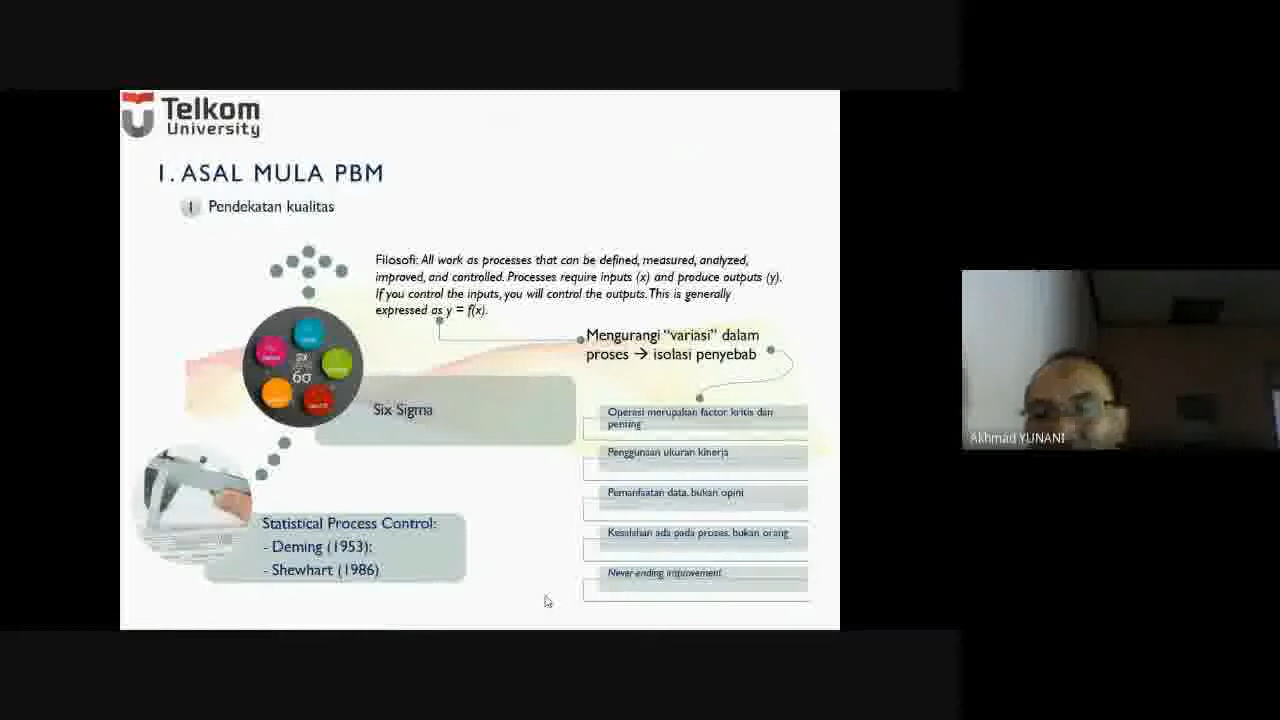 Telkom
University
1. ASAL MULA PBM
1 Pendekatan kualitas
Filosofi: All work as processes that can be defined, measured, analyzed,
improved, and controlled. Processes require inputs (x) and produce outputs (y).
If you control the inputs, you will control the outputs. This is generally
expressed as y = f(x).
Mengurangi “variasi” dalam
proses → isolasi penyebab
6σ
Six Sigma
Operasi merupakan factor kritis dan
penting
Penggunaan ukuran kinerja
Pemanfaatan data, bukan opini
Kesalahan ada pada proses, bukan orang
Never-ending improvement
Statistical Process Control:
- Deming (1953);
- Shewhart (1986)
Akhmad YUNANI